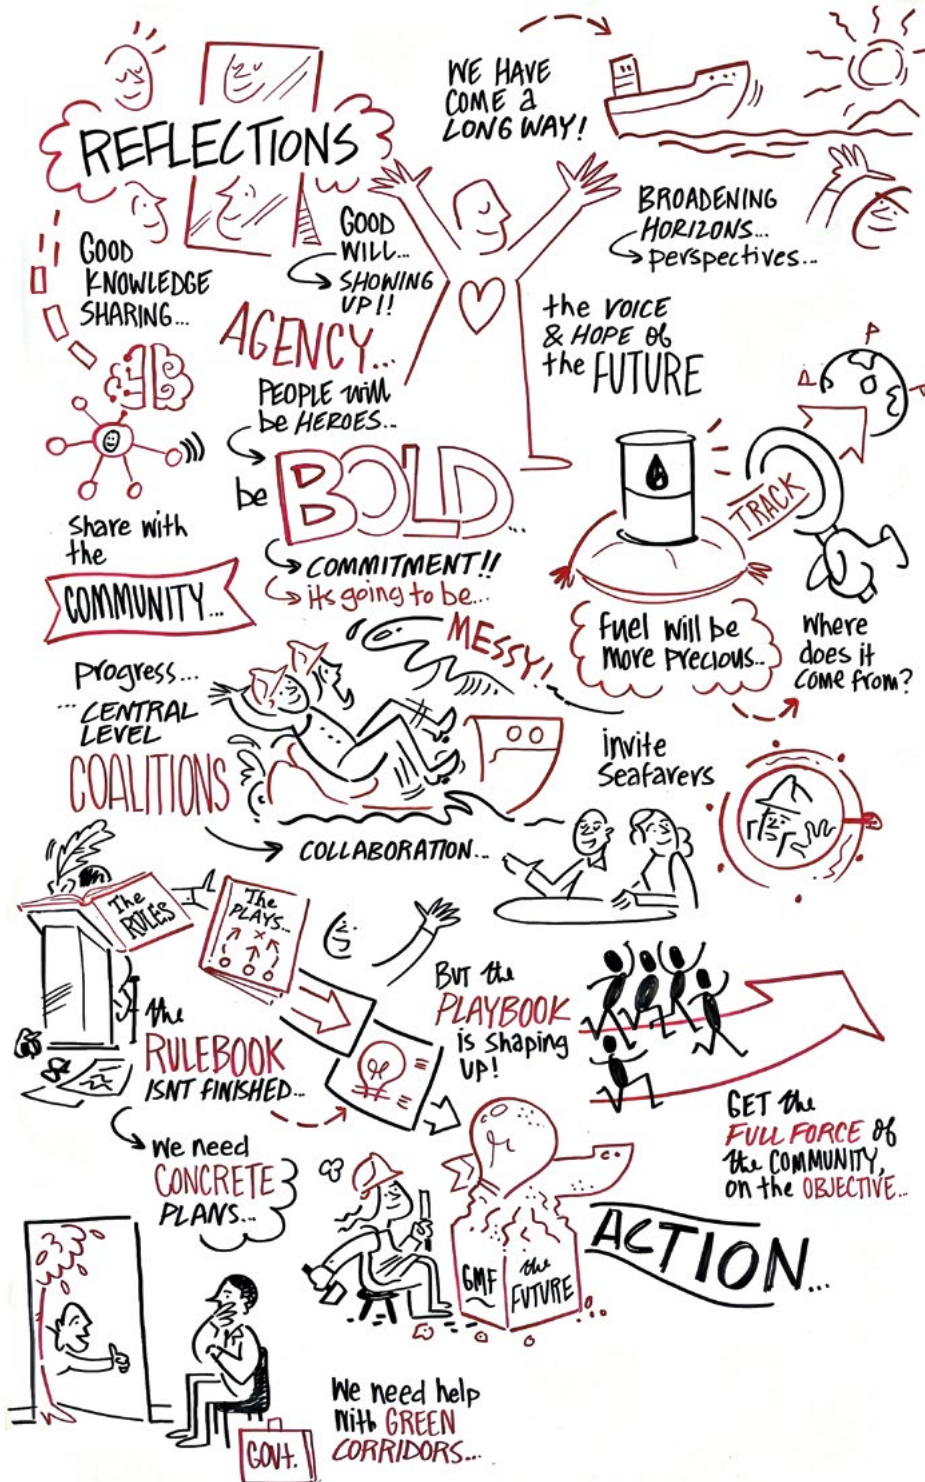 REFLECTIONS
WE HAVE
COME a
LONG WAY!
GOOD
KNOWLEDGE
SHARING...
GOOD
WILL...
SHOWING
UP!!
BROADENING
HORIZONS...
perspectives...
AGENCY...
PEOPLE will
be HEROES...
the VOICE
& HOPE of
the FUTURE
be BOLD...
COMMITMENT!!
its going to be...
MESSY!
share with
the
COMMUNITY...
P
TRACK
fuel will be
more precious..
Where
does it
come from?
progress...
... CENTRAL
LEVEL
COALITIONS
COLLABORATION...
invite
Seafarers
The
RULES
The
PLAYS...
the
RULEBOOK
ISNT FINISHED...
BUT the
PLAYBOOK
is shaping
up!
We need
CONCRETE
PLANS...
GET the
FULL FORCE of
the COMMUNITY,
on the OBJECTIVE...
GMF
the
FUTURE
ACTION...
GOVt.
We need help
with GREEN
CORRIDORS...